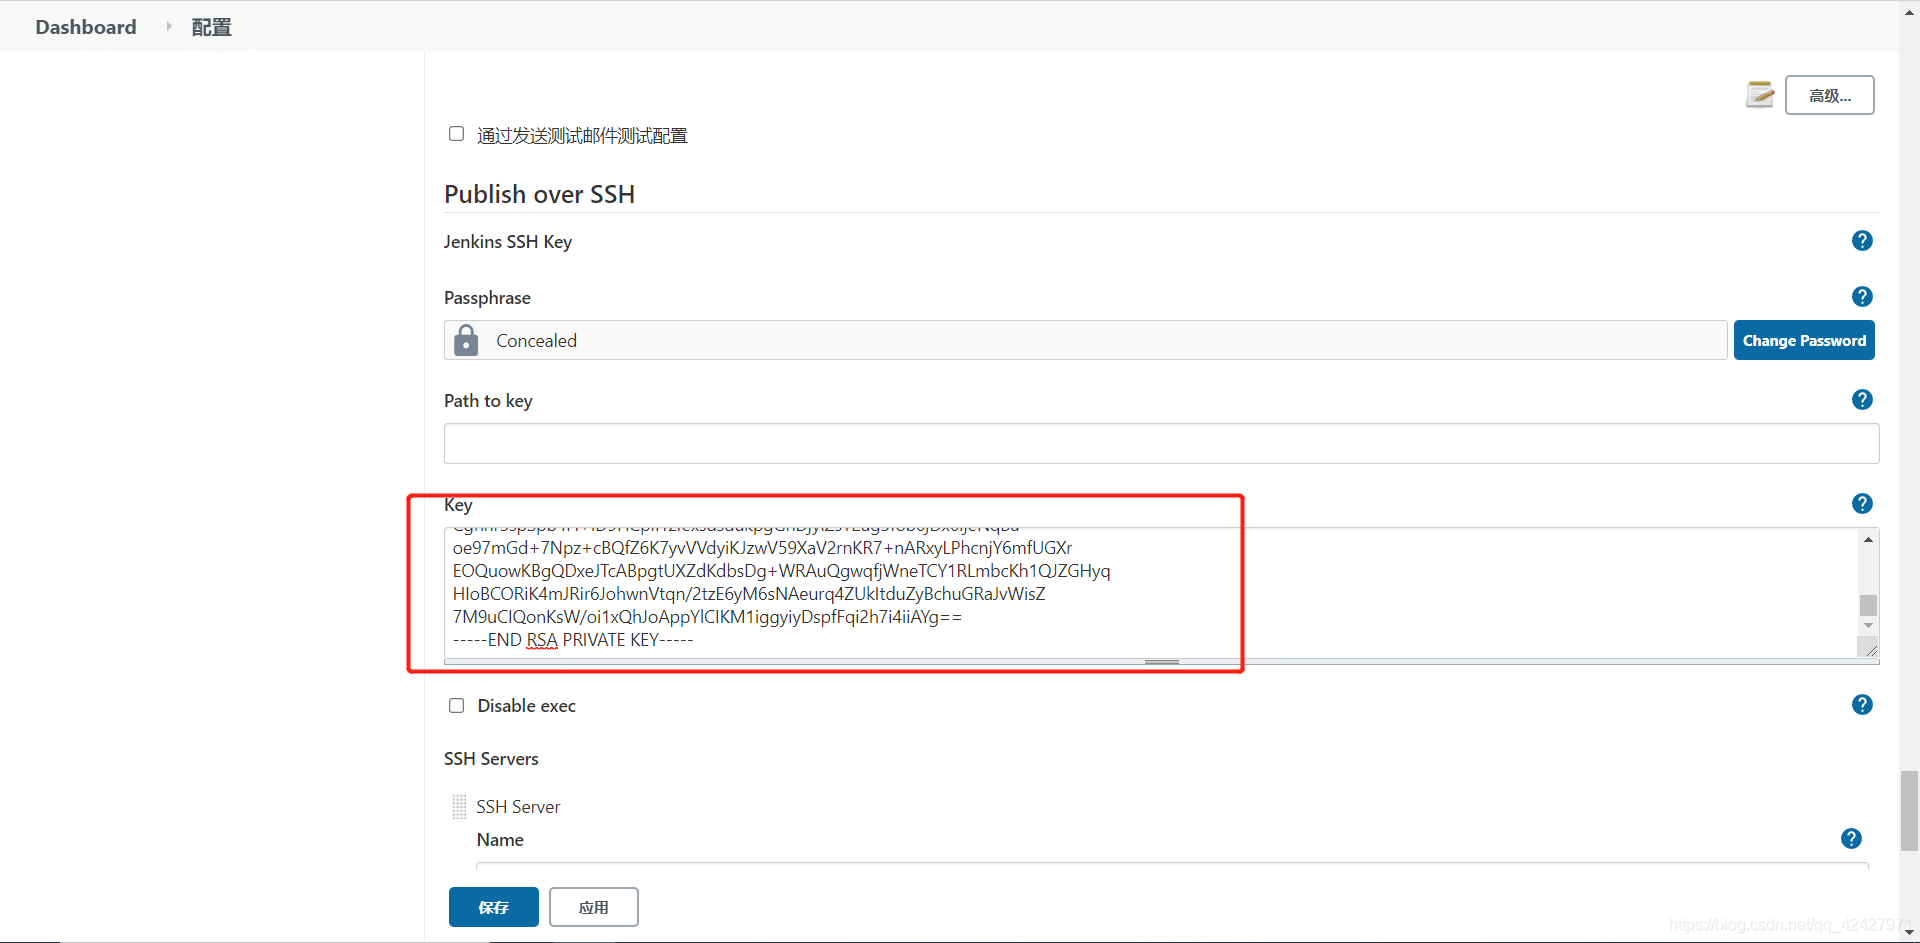 Dashboard
配置
高级...
通过发送测试邮件测试配置
Publish over SSH
Jenkins SSH Key
Passphrase
Concealed
Change Password
Path to key
Key
oe97mGd+7Npz+cBQfZ6K7yvVVdyiKJzwV59XaV2rnKR7+nARxyLPhcnjY6mfUGXr
EOQuowKBgQDxeJTcABpgtUXZdKdbsDg+WRAuQgwqfjWneTCY1RLmbcKh1QJZGHyq
HIoBCORiK4mJRir6JohwnVtqn/2tzE6yM6sNAeurq4ZUkItduZyBchuGRaJvWisZ
7M9uCIQonKsW/oi1xQhJoAppYlCIKM1iggyiyDspfFqi2h7i4iiAYg==
-----END RSA PRIVATE KEY-----
Disable exec
SSH Servers
SSH Server
Name
保存
应用
https://blog.csdn.net/qq_42427971